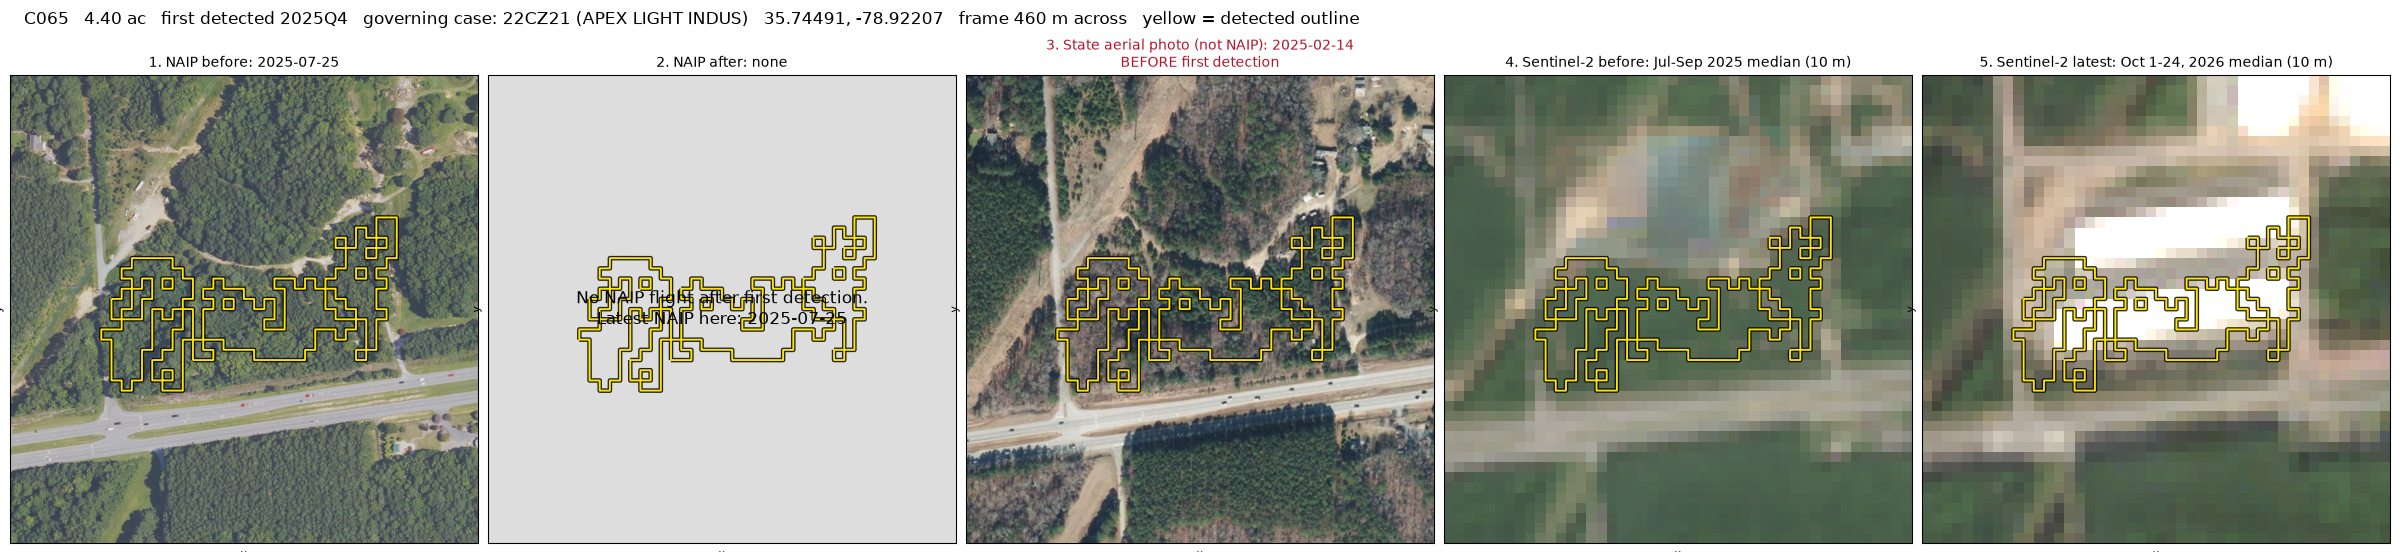 C065   4.40 ac   first detected 2025Q4   governing case: 22CZ21 (APEX LIGHT INDUS)   35.74491, -78.92207   frame 460 m across   yellow = detected outline
1. NAIP before: 2025-07-25
2. NAIP after: none
3. State aerial photo (not NAIP): 2025-02-14
BEFORE first detection
4. Sentinel-2 before: Jul-Sep 2025 median (10 m)
5. Sentinel-2 latest: Oct 1-24, 2026 median (10 m)
No NAIP flight after first detection.
Latest NAIP here: 2025-07-25
y
y
y
y